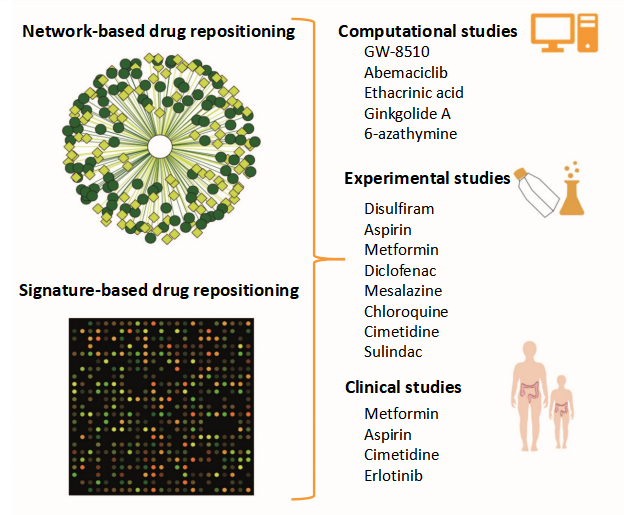 Network-based drug repositioning
Signature-based drug repositioning
Computational studies
GW-8510
Abemaciclib
Ethacrinic acid
Ginkgolide A
6-azathymine
Experimental studies
Disulfiram
Aspirin
Metformin
Diclofenac
Mesalazine
Chloroquine
Cimetidine
Sulindac
Clinical studies
Metformin
Aspirin
Cimetidine
Erlotinib